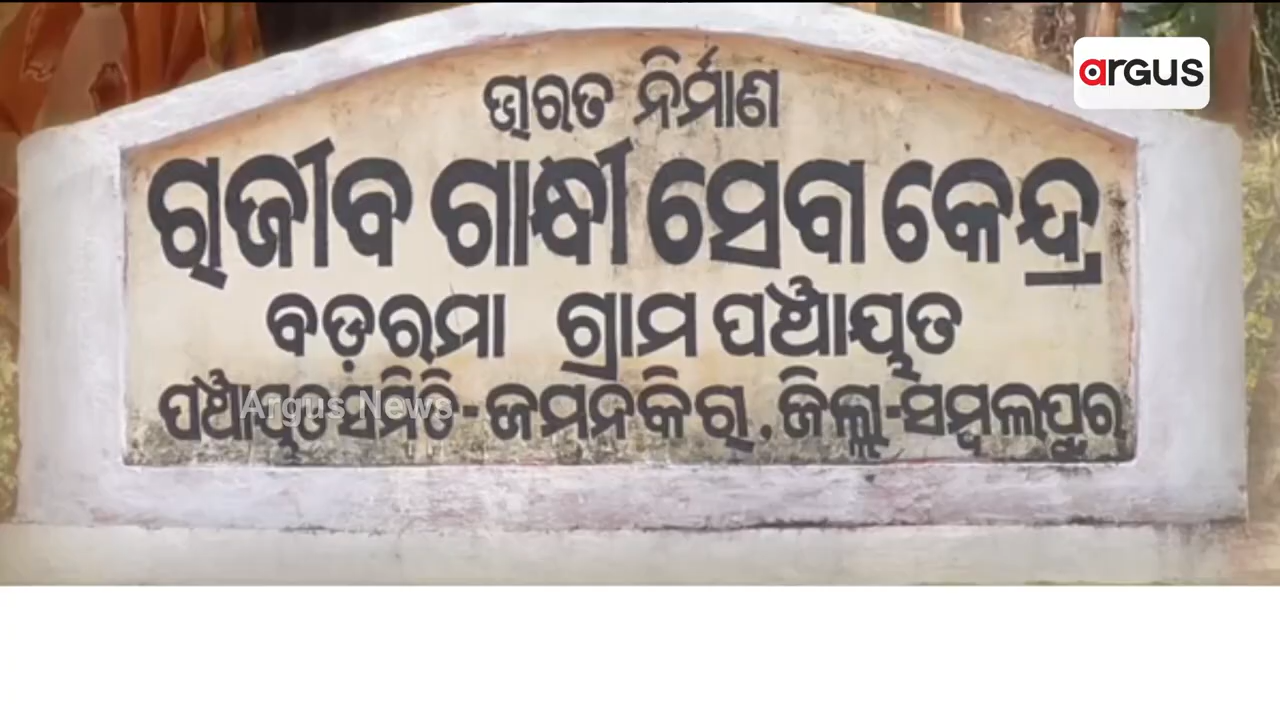 argus
ଭାରତ ନିର୍ମାଣ
ରାଜୀବ ଗାନ୍ଧୀ ସେବା କେନ୍ଦ୍ର
ବଡ଼ରମା ଗ୍ରାମ ପଞ୍ଚାୟତ
ପଞ୍ଚାୟତ ସମିତି - ଜମନକିରା, ଜିଲ୍ଲା - ସମ୍ବଲପୁର
Argus News